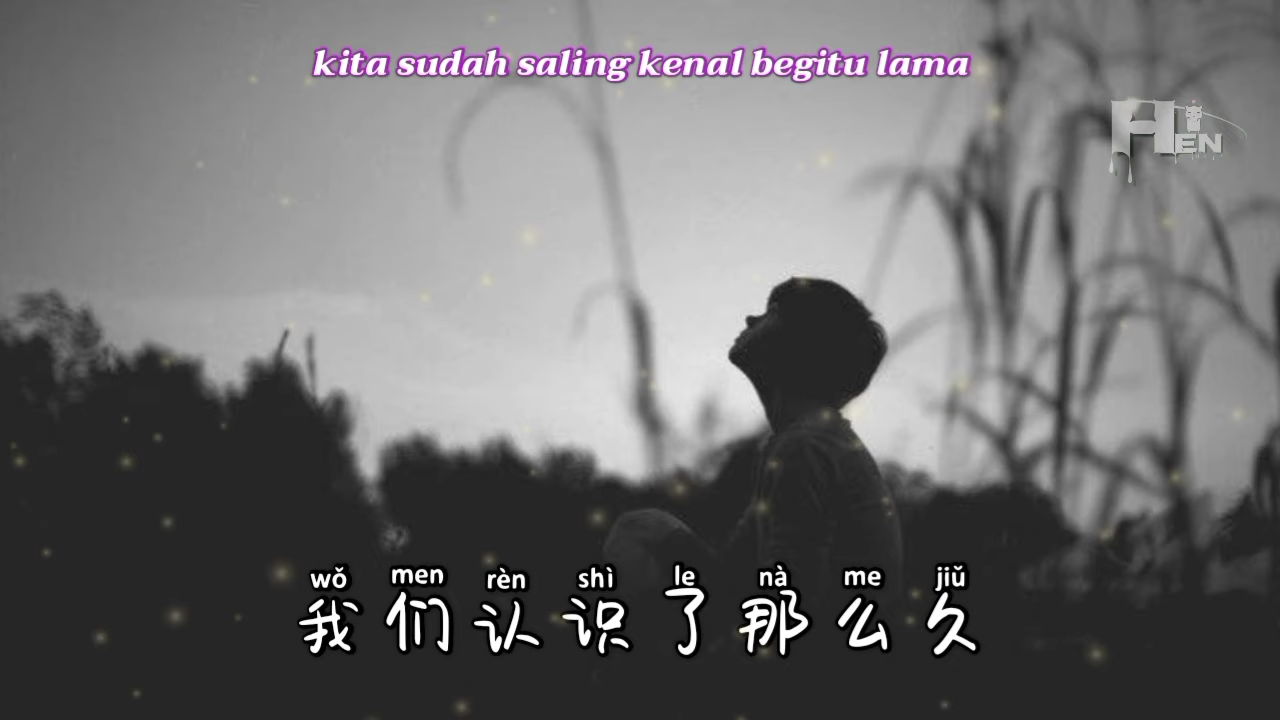 kita sudah saling kenal begitu lama
HEN
wǒ men rèn shì le nà me jiǔ
我们认识了那么久